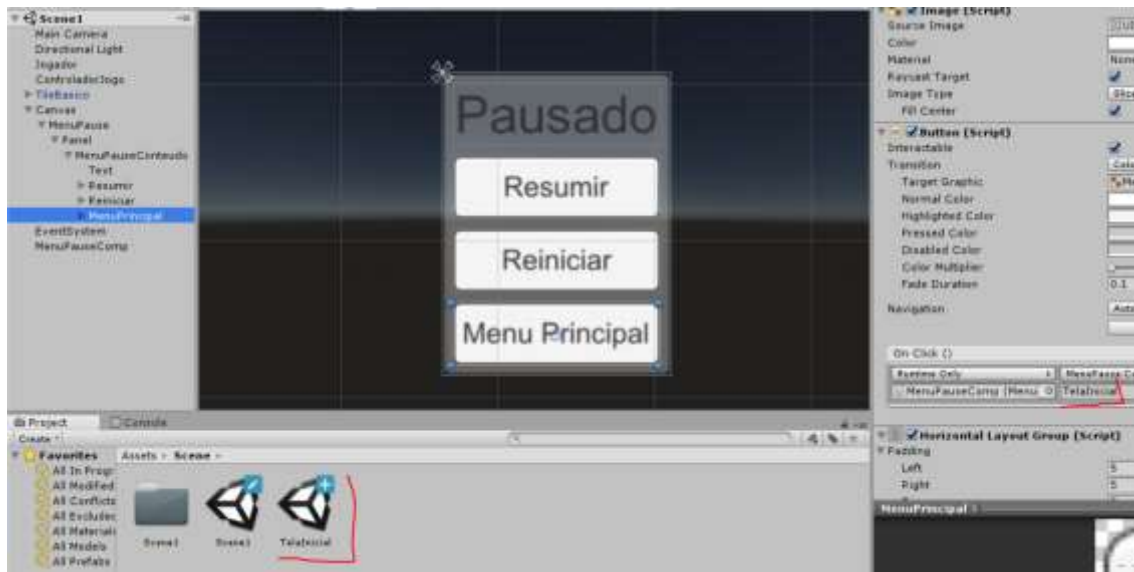 Scene1
Main Camera
Directional Light
Jogador
ControladorJogo
TileBasico
Canvas
MenuPause
Panel
MenuPauseConteudo
Text
Resumir
Reiniciar
MenuPrincipal
EventSystem
MenuPauseComp
Pausado
Resumir
Reiniciar
Menu Principal
Image (Script)
Source Image
Color
Material
Raycast Target
Image Type
Fill Center
Button (Script)
Interactable
Transition
Target Graphic
Normal Color
Highlighted Color
Pressed Color
Disabled Color
Color Multiplier
Fade Duration
0.1
Navigation
On Click ()
Runtime Only
MenuPauseComp (Menu
TelaInicial
Horizontal Layout Group (Script)
Padding
Left
5
Right
5
MenuPrincipal
Project
Console
Create
Favorites
All In Progr
All Modified
All Conflicts
All Excluded
All Materials
All Models
All Prefabs
Assets
Scene
Scene1
Scene1
TelaInicial